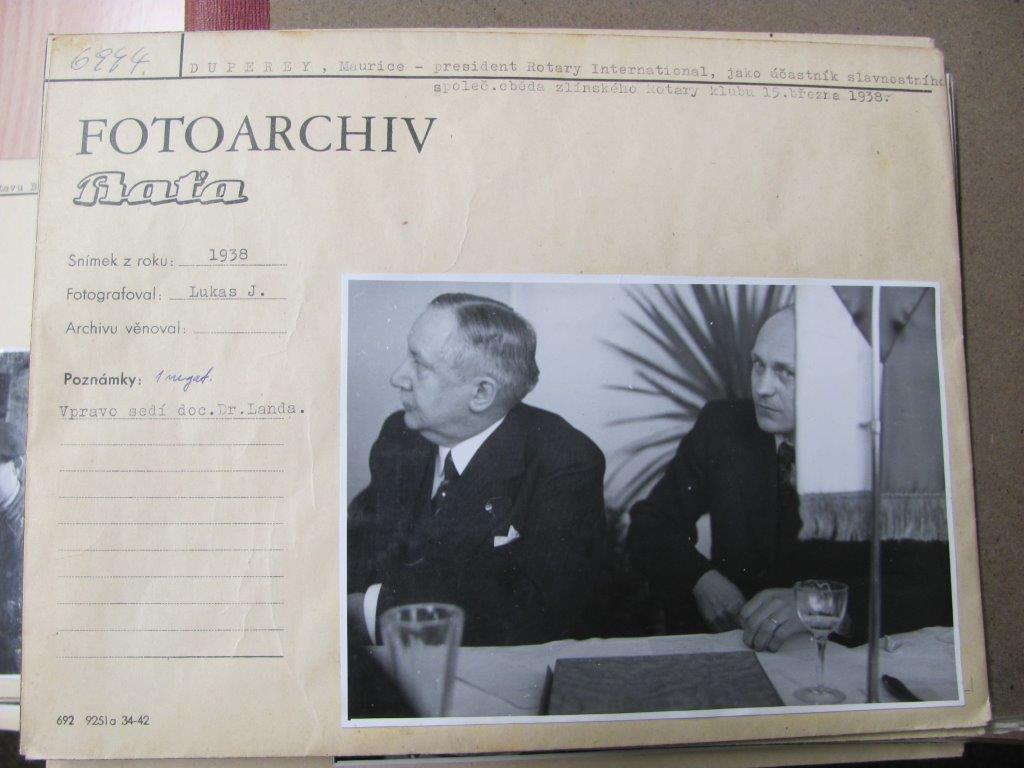 6994.
DUPEREY, Maurice - president Rotary International, jako účastník slavnostního
společ.oběda zlínského Rotary klubu 15.března 1938.
FOTOARCHIV
Baťa
Snímek z roku: 1938
Fotografoval: Lukas J.
Archivu věnoval:
Poznámky: 1 negat.
Vpravo sedí doc.Dr.Landa.
692 9251a 34-42